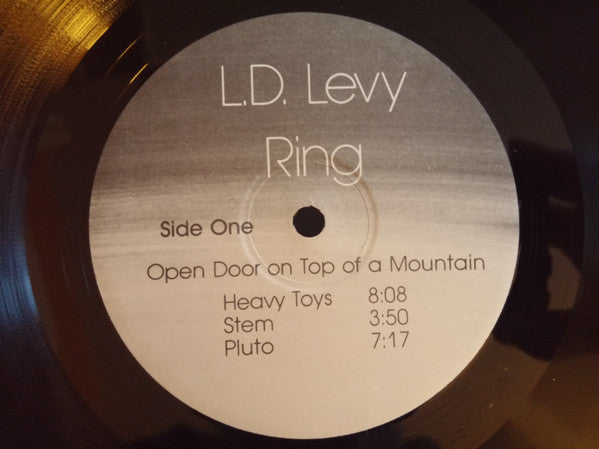 L.D. Levy
Ring
Side One
Open Door on Top of a Mountain
Heavy Toys 8:08
Stem 3:50
Pluto 7:17